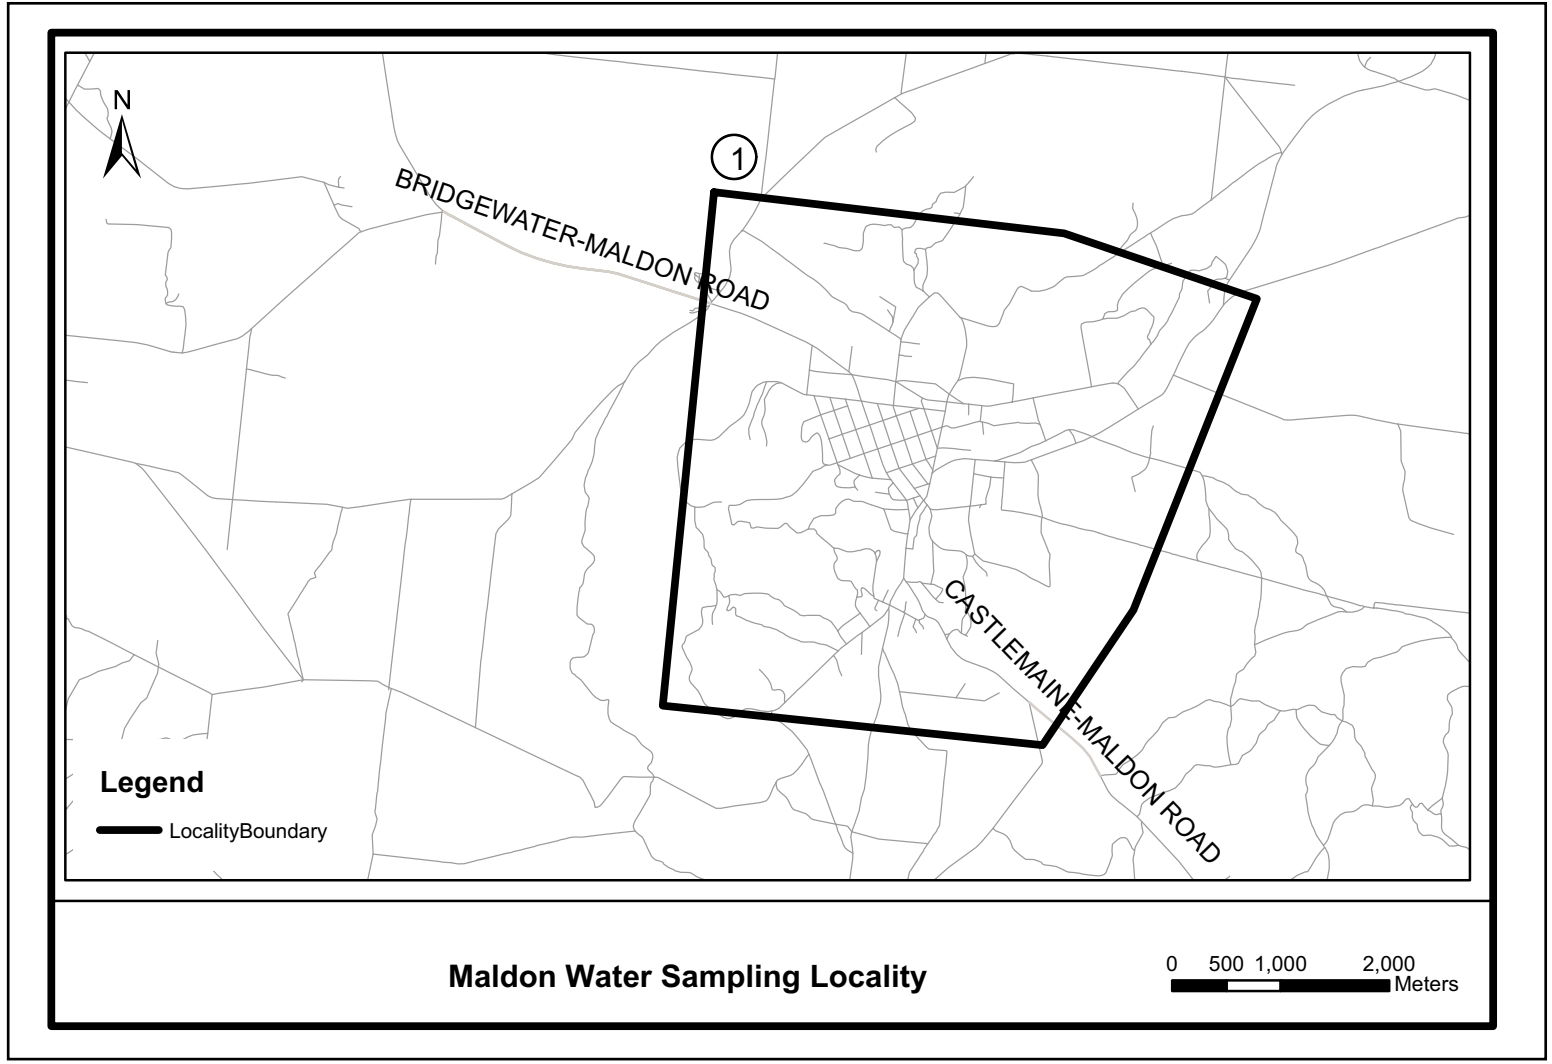 N
1
BRIDGEWATER-MALDON ROAD
CASTLEMAINE-MALDON ROAD
Legend
LocalityBoundary
Maldon Water Sampling Locality
0 500 1,000 2,000
Meters